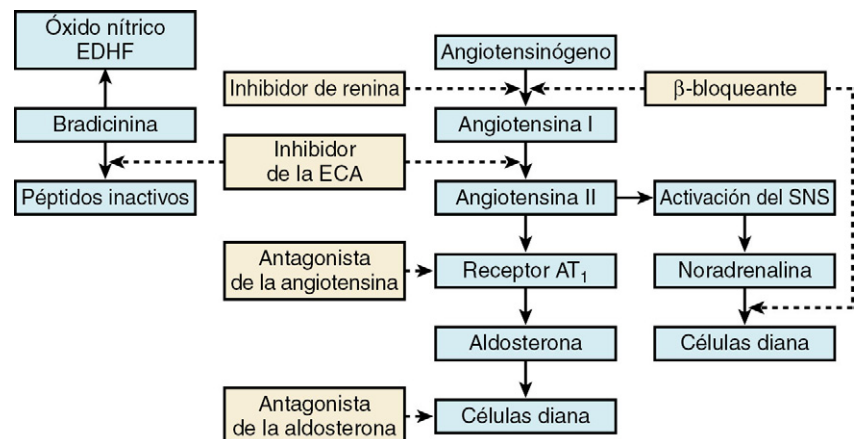 Óxido nítrico
EDHF
Angiotensinógeno
Inhibidor de renina
β-bloqueante
Bradicinina
Angiotensina I
Inhibidor
de la ECA
Péptidos inactivos
Angiotensina II
Activación del SNS
Antagonista
de la angiotensina
Receptor AT₁
Noradrenalina
Aldosterona
Células diana
Antagonista
de la aldosterona
Células diana